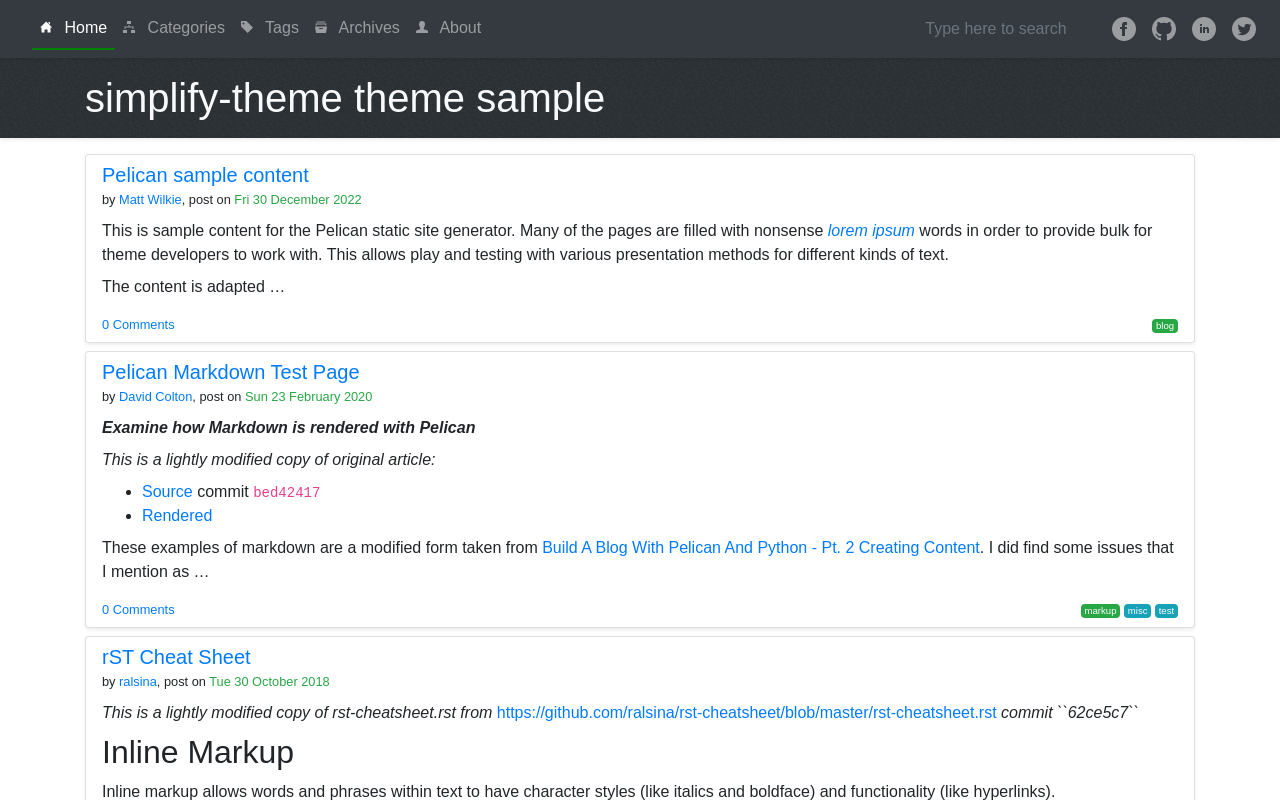 Home Categories Tags Archives About Type here to search
simplify-theme theme sample
Pelican sample content
by Matt Wilkie, post on Fri 30 December 2022
This is sample content for the Pelican static site generator. Many of the pages are filled with nonsense lorem ipsum words in order to provide bulk for
theme developers to work with. This allows play and testing with various presentation methods for different kinds of text.
The content is adapted …
0 Comments blog
Pelican Markdown Test Page
by David Colton, post on Sun 23 February 2020
Examine how Markdown is rendered with Pelican
This is a lightly modified copy of original article:
Source commit bed42417
Rendered
These examples of markdown are a modified form taken from Build A Blog With Pelican And Python - Pt. 2 Creating Content. I did find some issues that
I mention as …
0 Comments markup misc test
rST Cheat Sheet
by ralsina, post on Tue 30 October 2018
This is a lightly modified copy of rst-cheatsheet.rst from https://github.com/ralsina/rst-cheatsheet/blob/master/rst-cheatsheet.rst commit ``62ce5c7``
Inline Markup
Inline markup allows words and phrases within text to have character styles (like italics and boldface) and functionality (like hyperlinks).